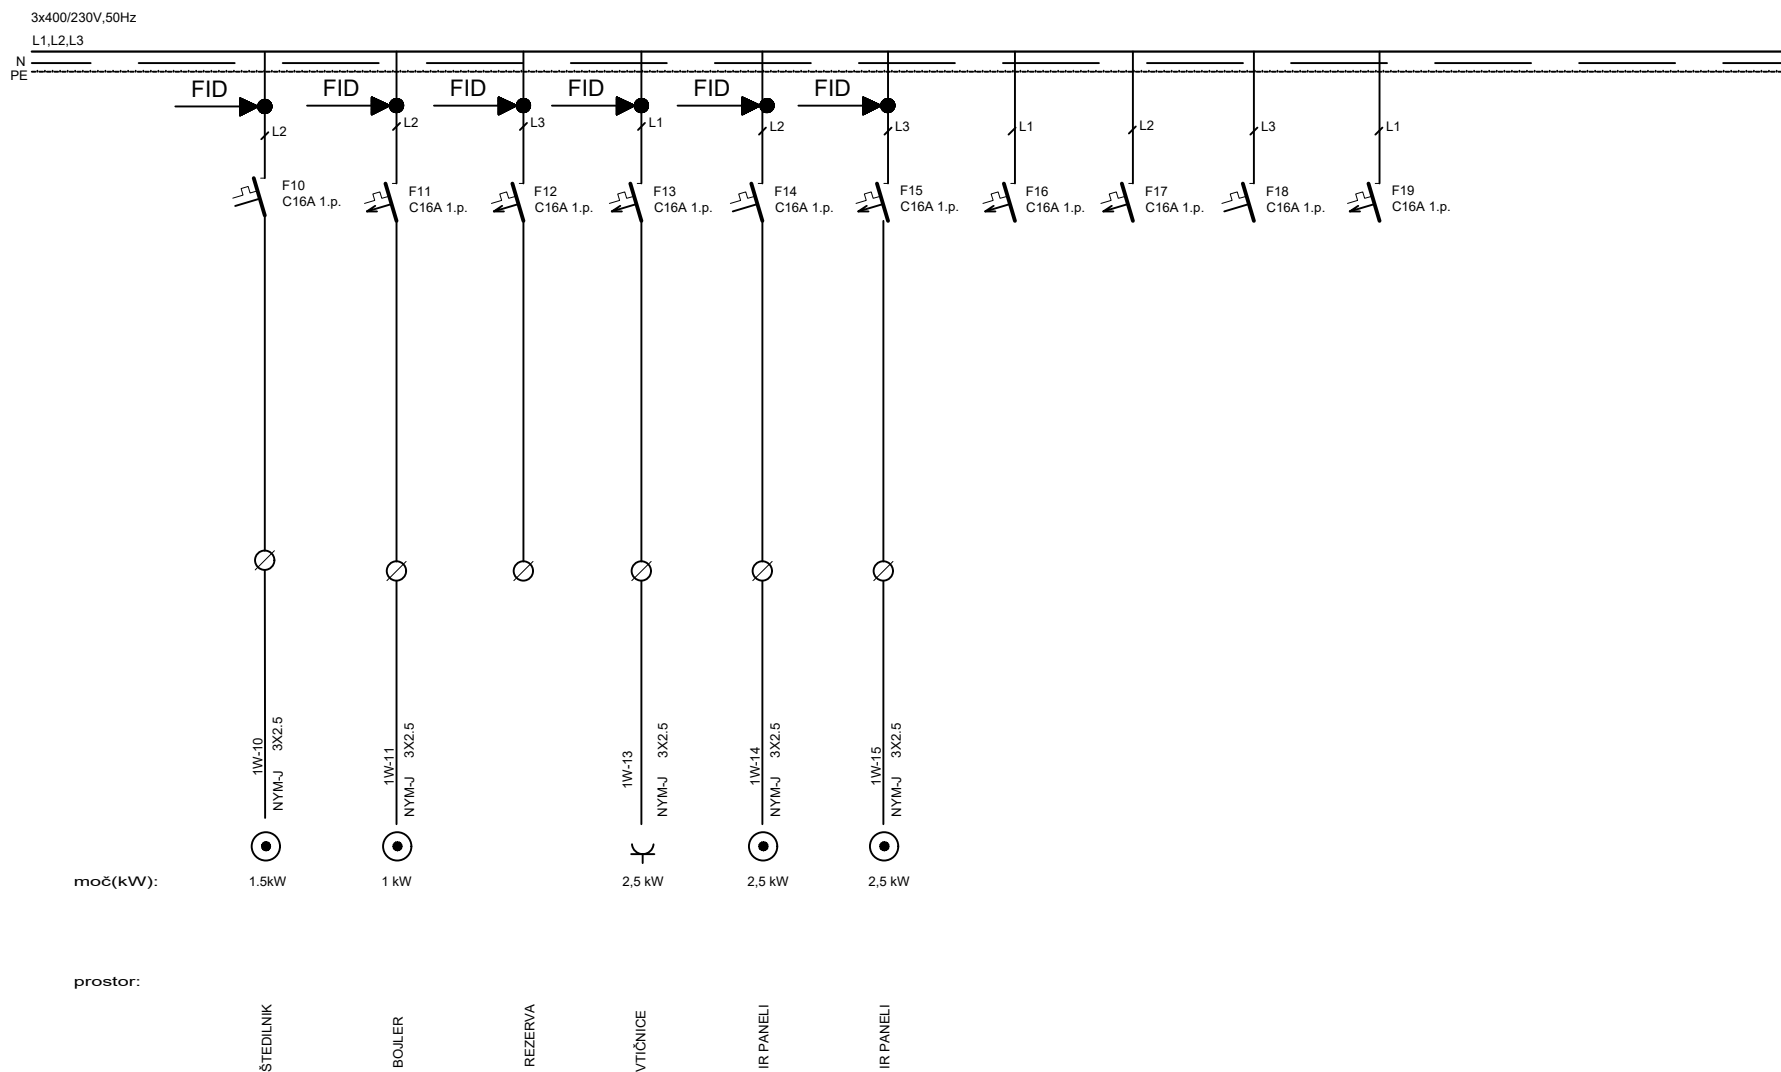 3x400/230V,50Hz
L1,L2,L3
N
PE
FID FID FID FID FID FID
L2 L2 L3 L1 L2 L3 L1 L2 L3 L1
F10 F11 F12 F13 F14 F15 F16 F17 F18 F19
C16A 1.p. C16A 1.p. C16A 1.p. C16A 1.p. C16A 1.p. C16A 1.p. C16A 1.p. C16A 1.p. C16A 1.p. C16A 1.p.
1W-10
NYM-J 3X2.5
1W-11
NYM-J 3X2.5
1W-13
NYM-J 3X2.5
1W-14
NYM-J 3X2.5
1W-15
NYM-J 3X2.5
moč(kW): 1.5kW 1 kW 2,5 kW 2,5 kW 2,5 kW
prostor:
ŠTEDILNIK
BOJLER
REZERVA
VTIČNICE
IR PANELI
IR PANELI